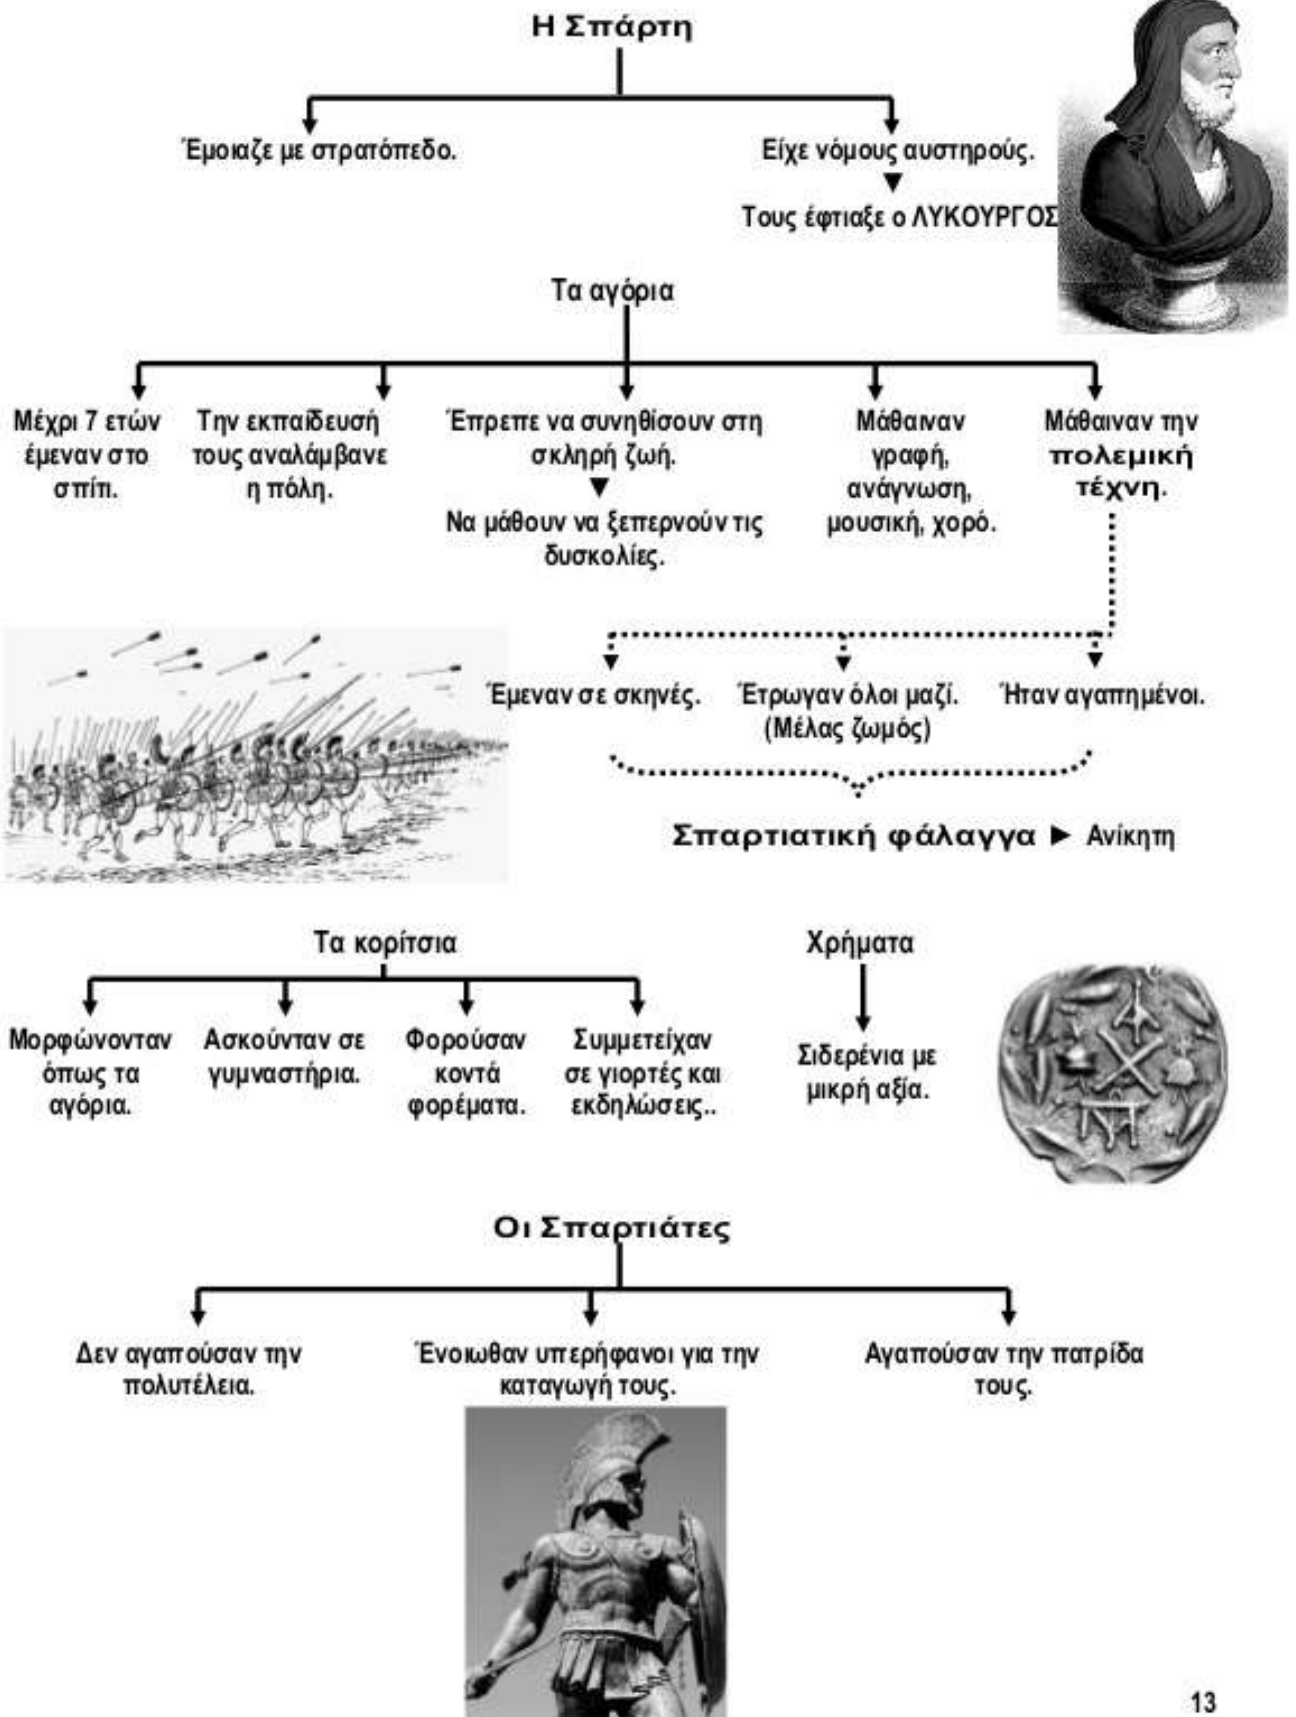 Η Σπάρτη
Έμοιαζε με στρατόπεδο.
Είχε νόμους αυστηρούς.
▼
Τους έφτιαξε ο ΛΥΚΟΥΡΓΟΣ
Τα αγόρια
Μέχρι 7 ετών
έμεναν στο
σπίτι.
Την εκπαίδευσή
τους αναλάμβανε
η πόλη.
Έπρεπε να συνηθίσουν στη
σκληρή ζωή.
▼
Να μάθουν να ξεπερνούν τις
δυσκολίες.
Μάθαιναν
γραφή,
ανάγνωση,
μουσική, χορό.
Μάθαιναν την
πολεμική
τέχνη.
Έμεναν σε σκηνές.
Έτρωγαν όλοι μαζί.
(Μέλας ζωμός)
Ήταν αγαπημένοι.
Σπαρτιατική φάλαγγα ► Ανίκητη
Τα κορίτσια
Μορφώνονταν
όπως τα
αγόρια.
Ασκούνταν σε
γυμναστήρια.
Φορούσαν
κοντά
φορέματα.
Συμμετείχαν
σε γιορτές και
εκδηλώσεις..
Χρήματα
Σιδερένια με
μικρή αξία.
Οι Σπαρτιάτες
Δεν αγαπούσαν την
πολυτέλεια.
Ένοιωθαν υπερήφανοι για την
καταγωγή τους.
Αγαπούσαν την πατρίδα
τους.
13